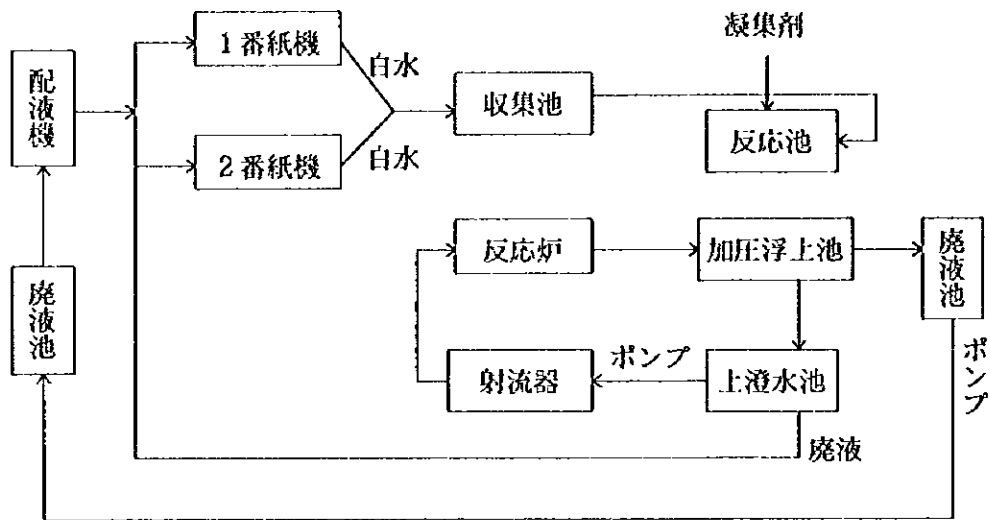 凝集剤
1番紙機
配液機
白水
収集池
反応池
2番紙機
白水
反応炉
加圧浮上池
廃液池
廃液池
ポンプ
射流器
上澄水池
ポンプ
廃液